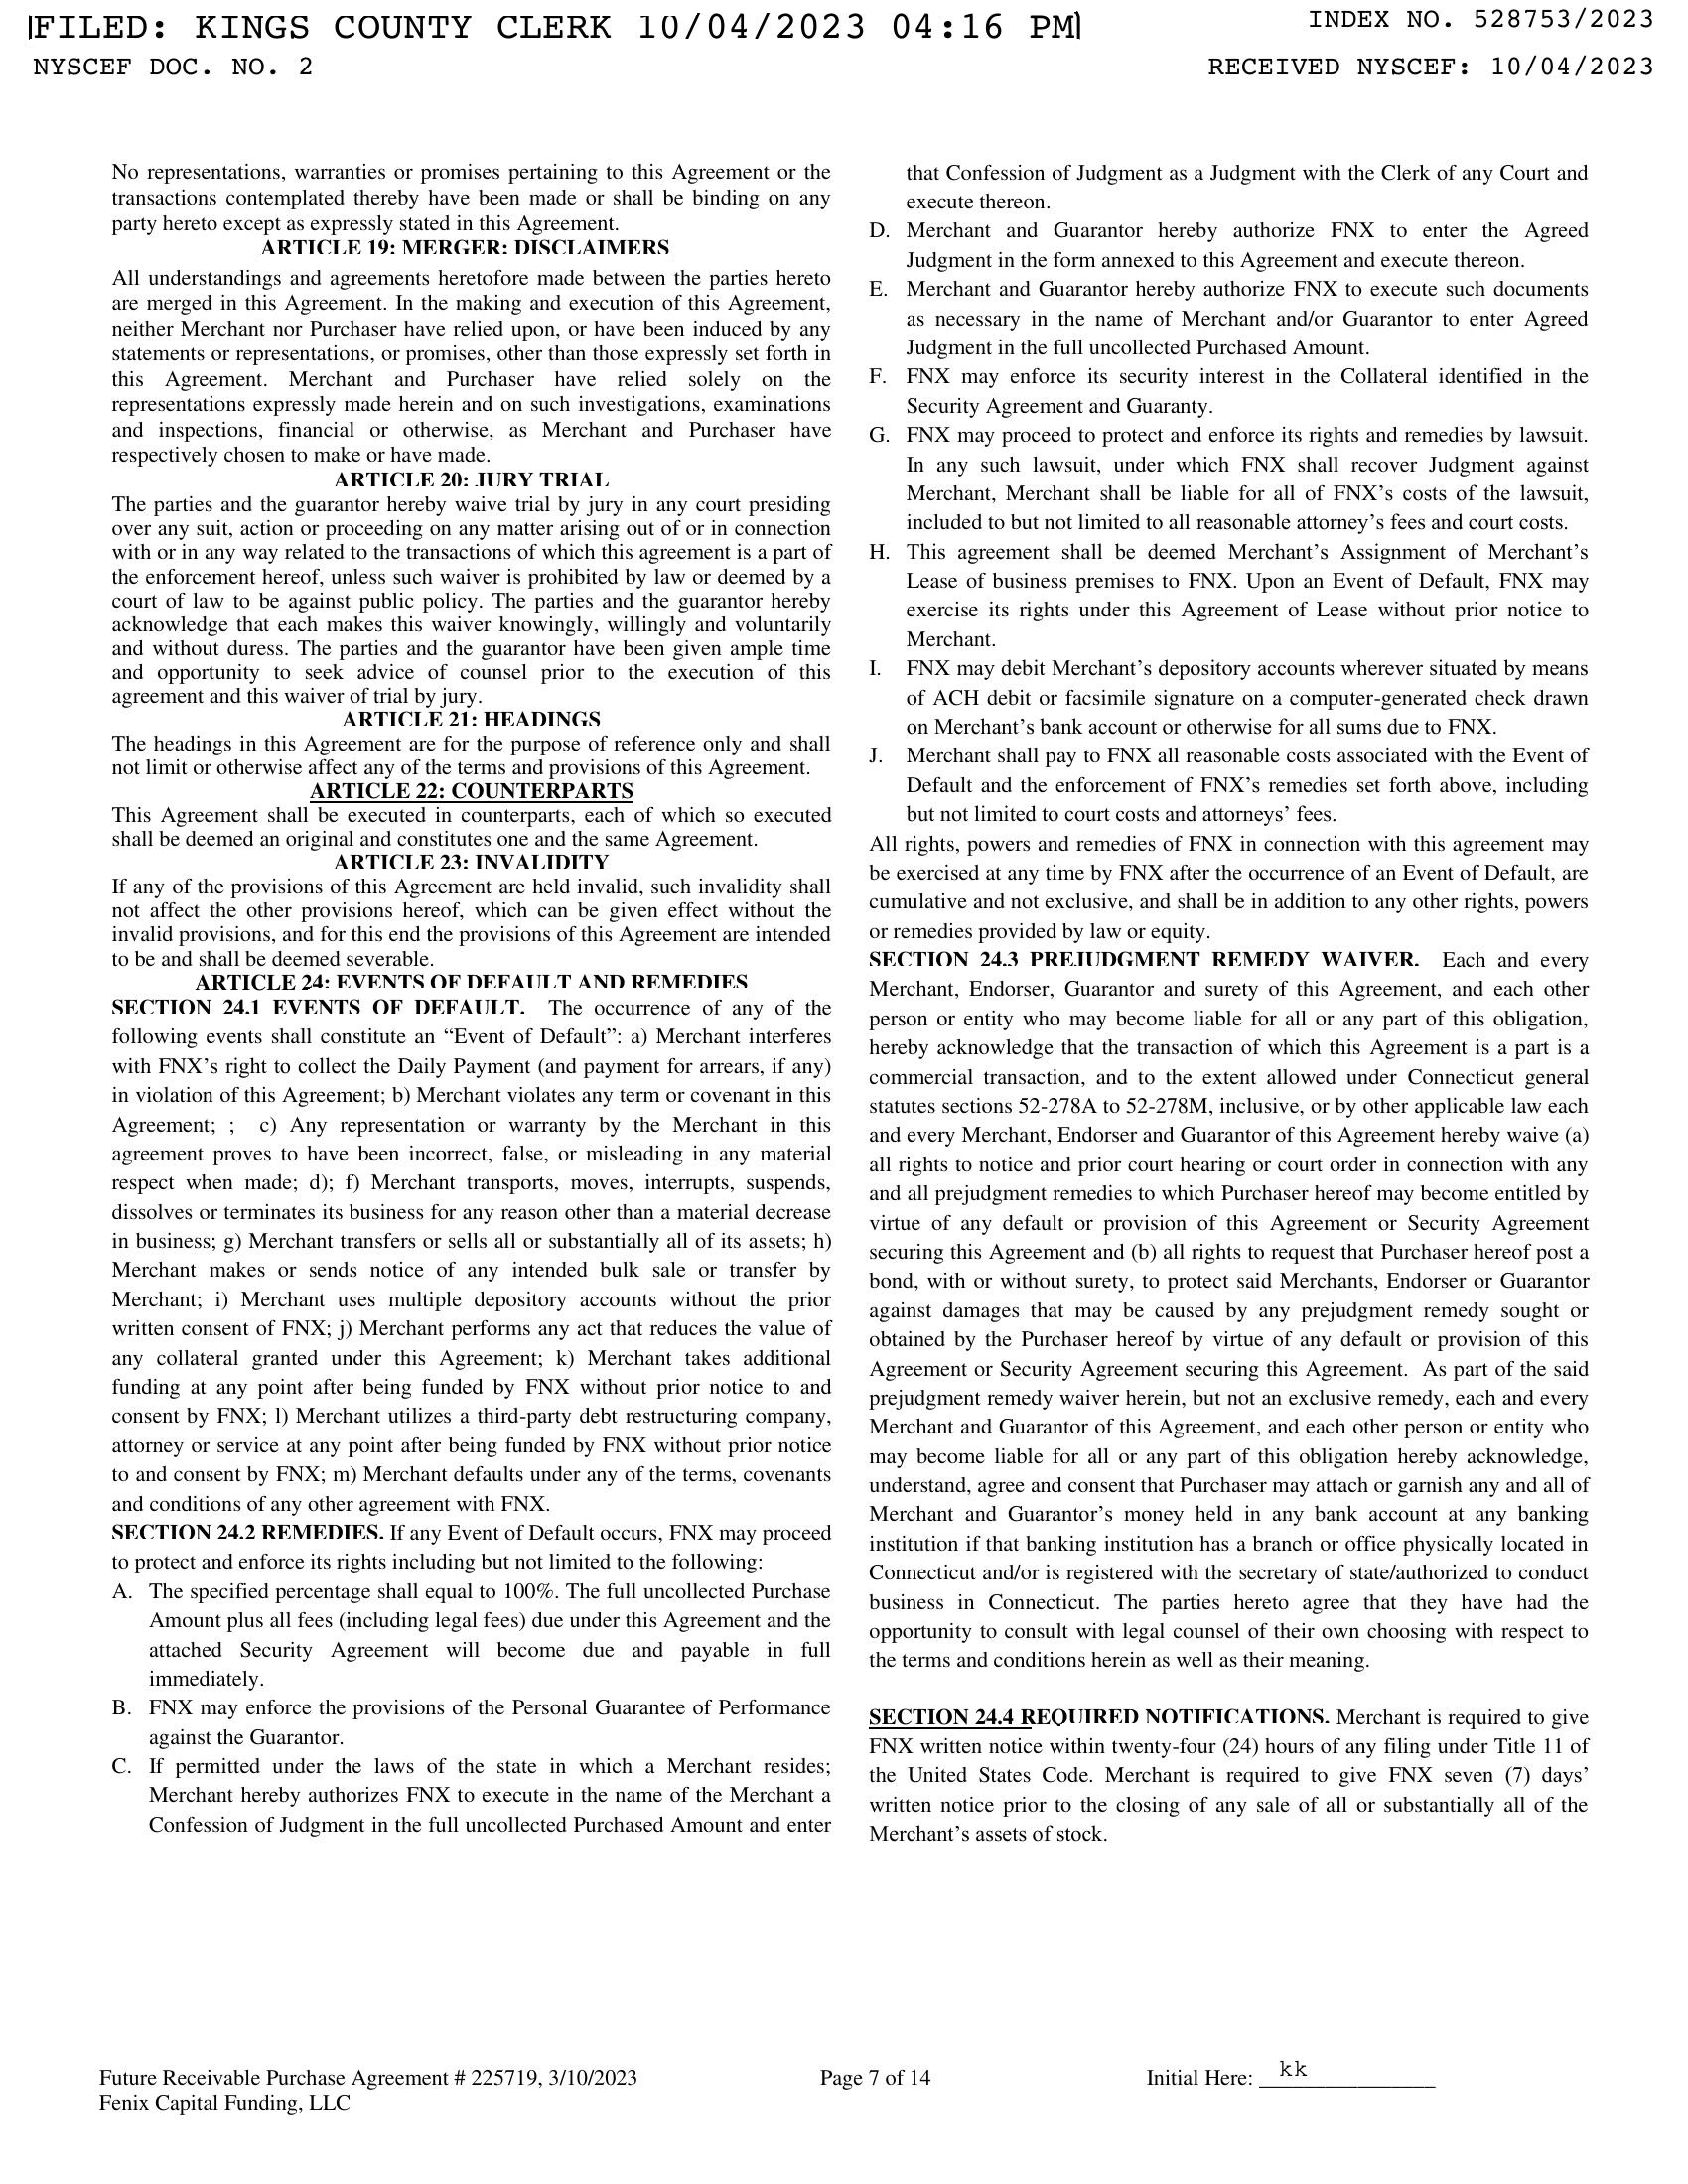 FILED: KINGS COUNTY CLERK 10/04/2023 04:16 PM
INDEX NO. 528753/2023
NYSCEF DOC. NO. 2
RECEIVED NYSCEF: 10/04/2023
No representations, warranties or promises pertaining to this Agreement or the
transactions contemplated thereby have been made or shall be binding on any
party hereto except as expressly stated in this Agreement.
ARTICLE 19: MERGER; DISCLAIMERS
All understandings and agreements heretofore made between the parties hereto
are merged in this Agreement. In the making and execution of this Agreement,
neither Merchant nor Purchaser have relied upon, or have been induced by any
statements or representations, or promises, other than those expressly set forth in
this Agreement. Merchant and Purchaser have relied solely on the
representations expressly made herein and on such investigations, examinations
and inspections, financial or otherwise, as Merchant and Purchaser have
respectively chosen to make or have made.
ARTICLE 20: JURY TRIAL
The parties and the guarantor hereby waive trial by jury in any court presiding
over any suit, action or proceeding on any matter arising out of or in connection
with or in any way related to the transactions of which this agreement is a part of
the enforcement hereof, unless such waiver is prohibited by law or deemed by a
court of law to be against public policy. The parties and the guarantor hereby
acknowledge that each makes this waiver knowingly, willingly and voluntarily
and without duress. The parties and the guarantor have been given ample time
and opportunity to seek advice of counsel prior to the execution of this
agreement and this waiver of trial by jury.
ARTICLE 21: HEADINGS
The headings in this Agreement are for the purpose of reference only and shall
not limit or otherwise affect any of the terms and provisions of this Agreement.
ARTICLE 22: COUNTERPARTS
This Agreement shall be executed in counterparts, each of which so executed
shall be deemed an original and constitutes one and the same Agreement.
ARTICLE 23: INVALIDITY
If any of the provisions of this Agreement are held invalid, such invalidity shall
not affect the other provisions hereof, which can be given effect without the
invalid provisions, and for this end the provisions of this Agreement are intended
to be and shall be deemed severable.
ARTICLE 24: EVENTS OF DEFAULT AND REMEDIES
SECTION 24.1 EVENTS OF DEFAULT. The occurrence of any of the
following events shall constitute an “Event of Default”: a) Merchant interferes
with FNX’s right to collect the Daily Payment (and payment for arrears, if any)
in violation of this Agreement; b) Merchant violates any term or covenant in this
Agreement; ; c) Any representation or warranty by the Merchant in this
agreement proves to have been incorrect, false, or misleading in any material
respect when made; d); f) Merchant transports, moves, interrupts, suspends,
dissolves or terminates its business for any reason other than a material decrease
in business; g) Merchant transfers or sells all or substantially all of its assets; h)
Merchant makes or sends notice of any intended bulk sale or transfer by
Merchant; i) Merchant uses multiple depository accounts without the prior
written consent of FNX; j) Merchant performs any act that reduces the value of
any collateral granted under this Agreement; k) Merchant takes additional
funding at any point after being funded by FNX without prior notice to and
consent by FNX; l) Merchant utilizes a third-party debt restructuring company,
attorney or service at any point after being funded by FNX without prior notice
to and consent by FNX; m) Merchant defaults under any of the terms, covenants
and conditions of any other agreement with FNX.
SECTION 24.2 REMEDIES. If any Event of Default occurs, FNX may proceed
to protect and enforce its rights including but not limited to the following:
A. The specified percentage shall equal to 100%. The full uncollected Purchase
Amount plus all fees (including legal fees) due under this Agreement and the
attached Security Agreement will become due and payable in full
immediately.
B. FNX may enforce the provisions of the Personal Guarantee of Performance
against the Guarantor.
C. If permitted under the laws of the state in which a Merchant resides;
Merchant hereby authorizes FNX to execute in the name of the Merchant a
Confession of Judgment in the full uncollected Purchased Amount and enter
that Confession of Judgment as a Judgment with the Clerk of any Court and
execute thereon.
D. Merchant and Guarantor hereby authorize FNX to enter the Agreed
Judgment in the form annexed to this Agreement and execute thereon.
E. Merchant and Guarantor hereby authorize FNX to execute such documents
as necessary in the name of Merchant and/or Guarantor to enter Agreed
Judgment in the full uncollected Purchased Amount.
F. FNX may enforce its security interest in the Collateral identified in the
Security Agreement and Guaranty.
G. FNX may proceed to protect and enforce its rights and remedies by lawsuit.
In any such lawsuit, under which FNX shall recover Judgment against
Merchant, Merchant shall be liable for all of FNX’s costs of the lawsuit,
included to but not limited to all reasonable attorney’s fees and court costs.
H. This agreement shall be deemed Merchant’s Assignment of Merchant’s
Lease of business premises to FNX. Upon an Event of Default, FNX may
exercise its rights under this Agreement of Lease without prior notice to
Merchant.
I. FNX may debit Merchant’s depository accounts wherever situated by means
of ACH debit or facsimile signature on a computer-generated check drawn
on Merchant’s bank account or otherwise for all sums due to FNX.
J. Merchant shall pay to FNX all reasonable costs associated with the Event of
Default and the enforcement of FNX’s remedies set forth above, including
but not limited to court costs and attorneys’ fees.
All rights, powers and remedies of FNX in connection with this agreement may
be exercised at any time by FNX after the occurrence of an Event of Default, are
cumulative and not exclusive, and shall be in addition to any other rights, powers
or remedies provided by law or equity.
SECTION 24.3 PREJUDGMENT REMEDY WAIVER. Each and every
Merchant, Endorser, Guarantor and surety of this Agreement, and each other
person or entity who may become liable for all or any part of this obligation,
hereby acknowledge that the transaction of which this Agreement is a part is a
commercial transaction, and to the extent allowed under Connecticut general
statutes sections 52-278A to 52-278M, inclusive, or by other applicable law each
and every Merchant, Endorser and Guarantor of this Agreement hereby waive (a)
all rights to notice and prior court hearing or court order in connection with any
and all prejudgment remedies to which Purchaser hereof may become entitled by
virtue of any default or provision of this Agreement or Security Agreement
securing this Agreement and (b) all rights to request that Purchaser hereof post a
bond, with or without surety, to protect said Merchants, Endorser or Guarantor
against damages that may be caused by any prejudgment remedy sought or
obtained by the Purchaser hereof by virtue of any default or provision of this
Agreement or Security Agreement securing this Agreement. As part of the said
prejudgment remedy waiver herein, but not an exclusive remedy, each and every
Merchant and Guarantor of this Agreement, and each other person or entity who
may become liable for all or any part of this obligation hereby acknowledge,
understand, agree and consent that Purchaser may attach or garnish any and all of
Merchant and Guarantor’s money held in any bank account at any banking
institution if that banking institution has a branch or office physically located in
Connecticut and/or is registered with the secretary of state/authorized to conduct
business in Connecticut. The parties hereto agree that they have had the
opportunity to consult with legal counsel of their own choosing with respect to
the terms and conditions herein as well as their meaning.
SECTION 24.4 REQUIRED NOTIFICATIONS. Merchant is required to give
FNX written notice within twenty-four (24) hours of any filing under Title 11 of
the United States Code. Merchant is required to give FNX seven (7) days’
written notice prior to the closing of any sale of all or substantially all of the
Merchant’s assets of stock.
Future Receivable Purchase Agreement # 225719, 3/10/2023
Page 7 of 14
Initial Here: kk
Fenix Capital Funding, LLC